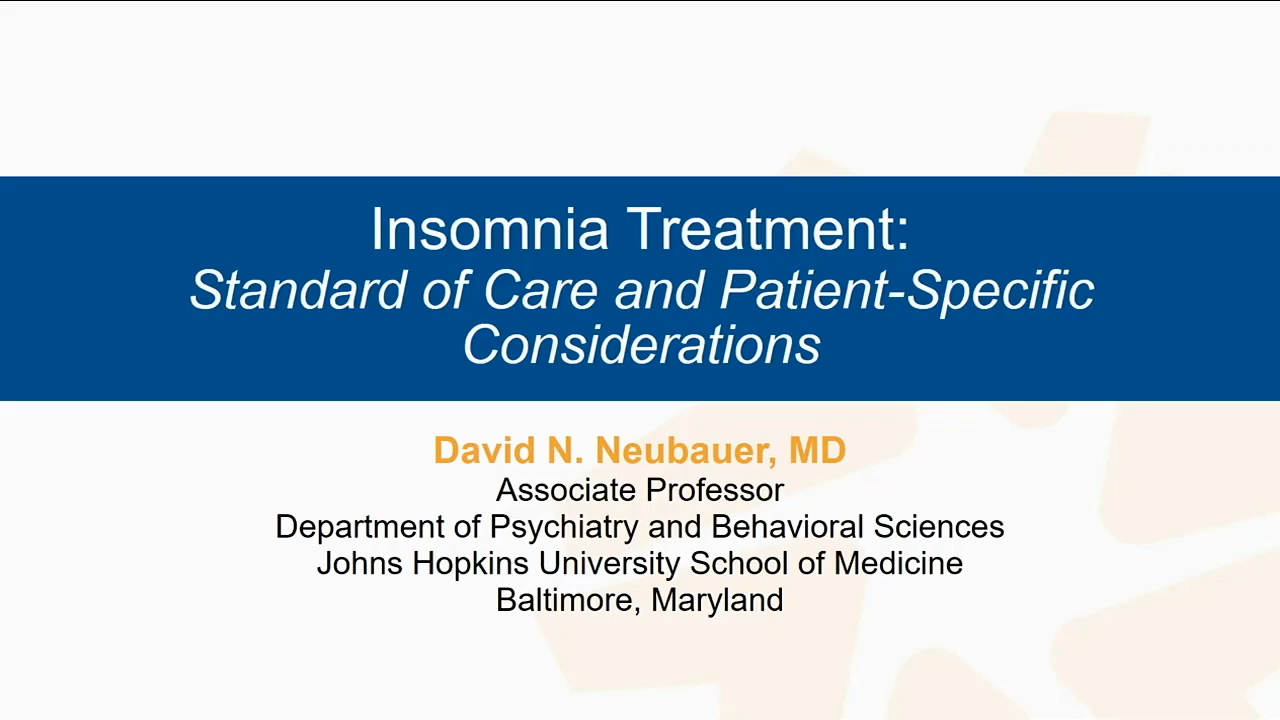 Insomnia Treatment:
Standard of Care and Patient-Specific
Considerations
David N. Neubauer, MD
Associate Professor
Department of Psychiatry and Behavioral Sciences
Johns Hopkins University School of Medicine
Baltimore, Maryland